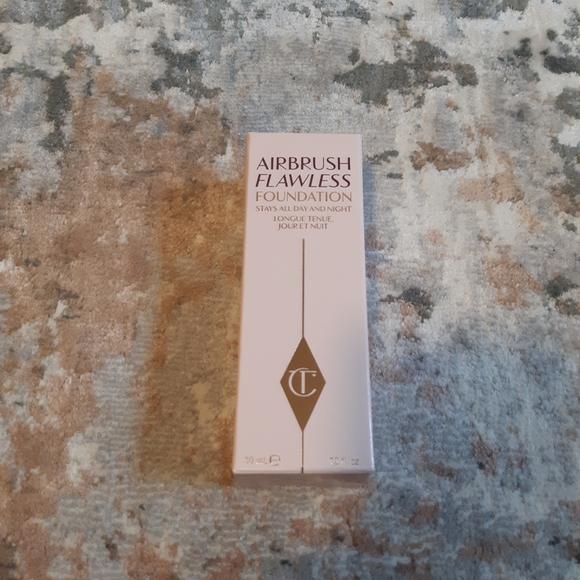 AIRBRUSH
FLAWLESS
FOUNDATION
STAYS ALL DAY AND NIGHT
LONGUE TENUE,
JOUR ET NUIT
CT